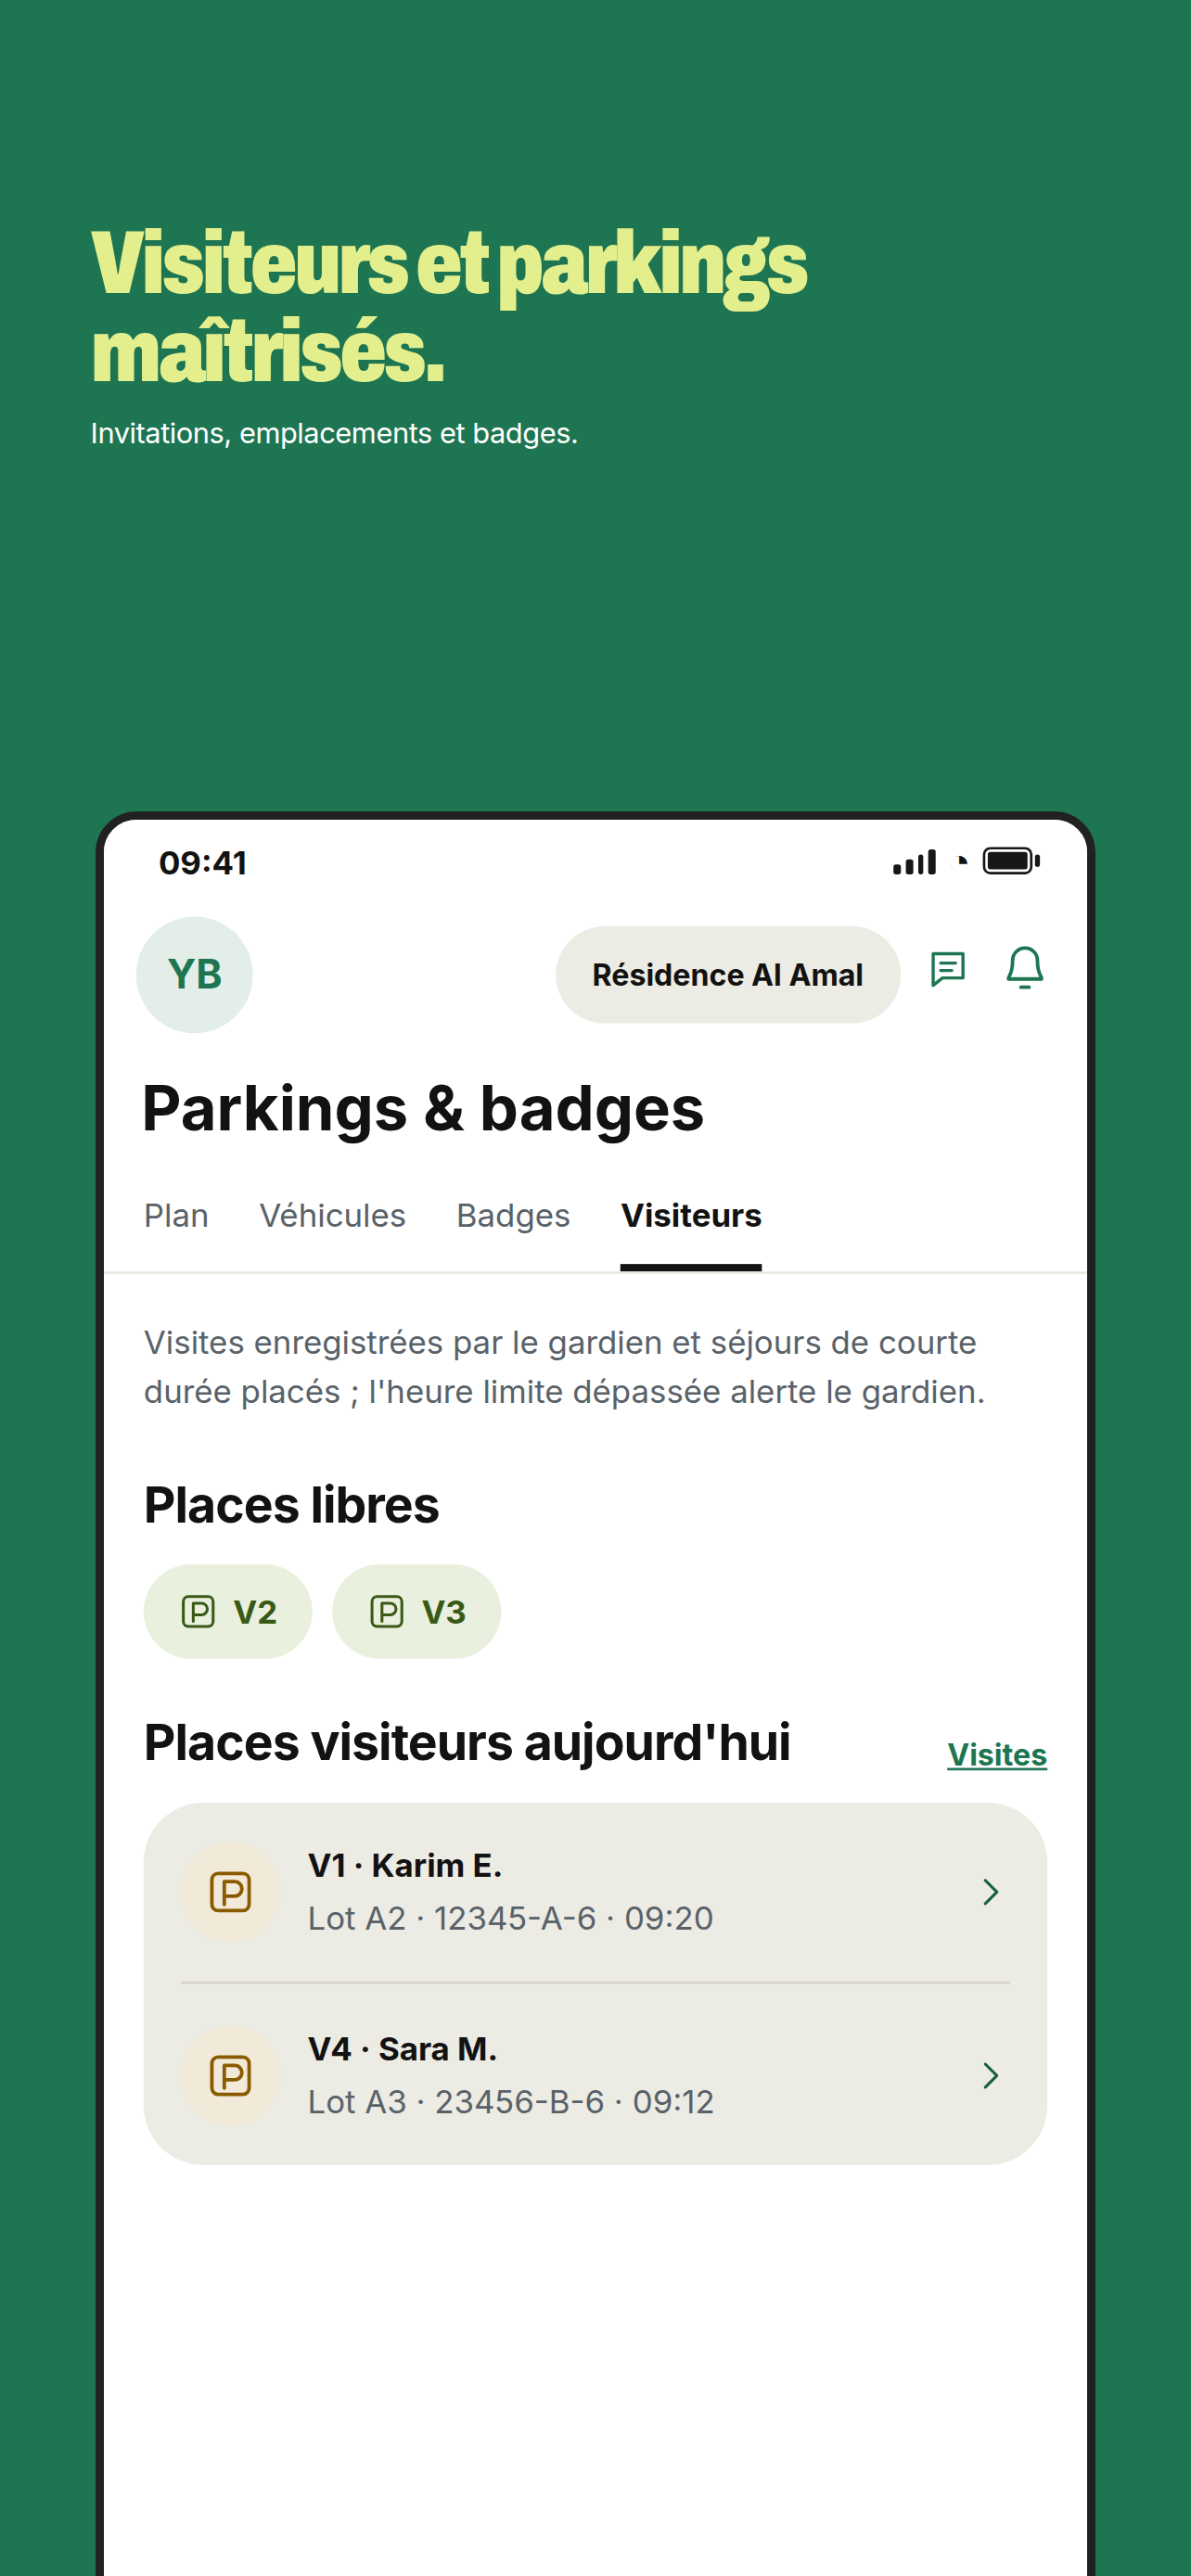 Visiteurs et parkings
maîtrisés.
Invitations, emplacements et badges.
09:41
YB
Résidence Al Amal
Parkings & badges
Plan Véhicules Badges Visiteurs
Visites enregistrées par le gardien et séjours de courte
durée placés ; l'heure limite dépassée alerte le gardien.
Places libres
P V2 P V3
Places visiteurs aujourd'hui Visites
P V1 · Karim E.
Lot A2 · 12345-A-6 · 09:20
P V4 · Sara M.
Lot A3 · 23456-B-6 · 09:12